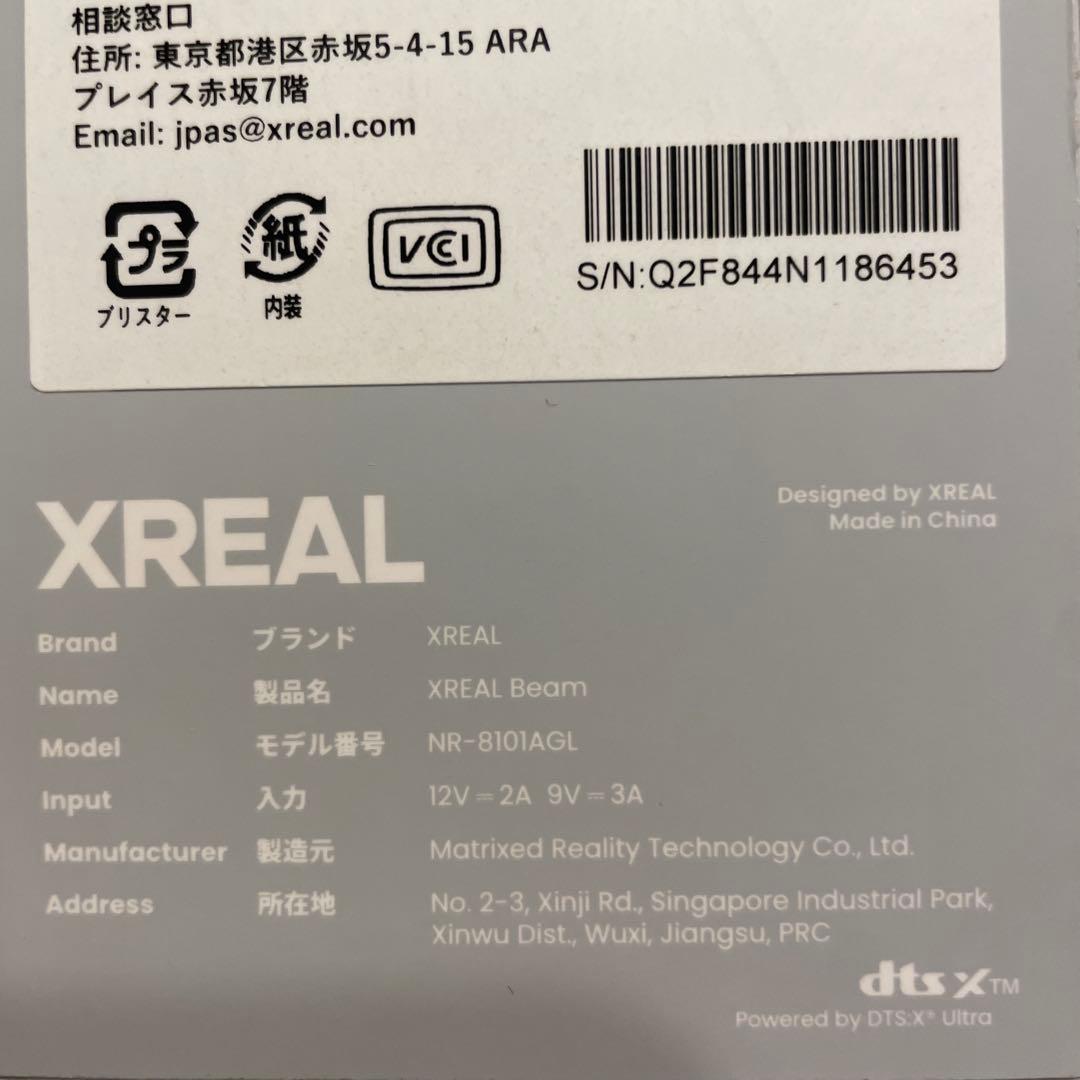 相談窓口
住所: 東京都港区赤坂5-4-15 ARA
プレイス赤坂7階
Email: jpas@xreal.com
プラ
ブリスター
紙
内装
VCI
S/N:Q2F844N1186453
XREAL
Designed by XREAL
Made in China
Brand ブランド XREAL
Name 製品名 XREAL Beam
Model モデル番号 NR-8101AGL
Input 入力 12V⎓2A 9V⎓3A
Manufacturer 製造元 Matrixed Reality Technology Co., Ltd.
Address 所在地 No. 2-3, Xinji Rd., Singapore Industrial Park,
Xinwu Dist., Wuxi, Jiangsu, PRC
dts X™
Powered by DTS:X® Ultra